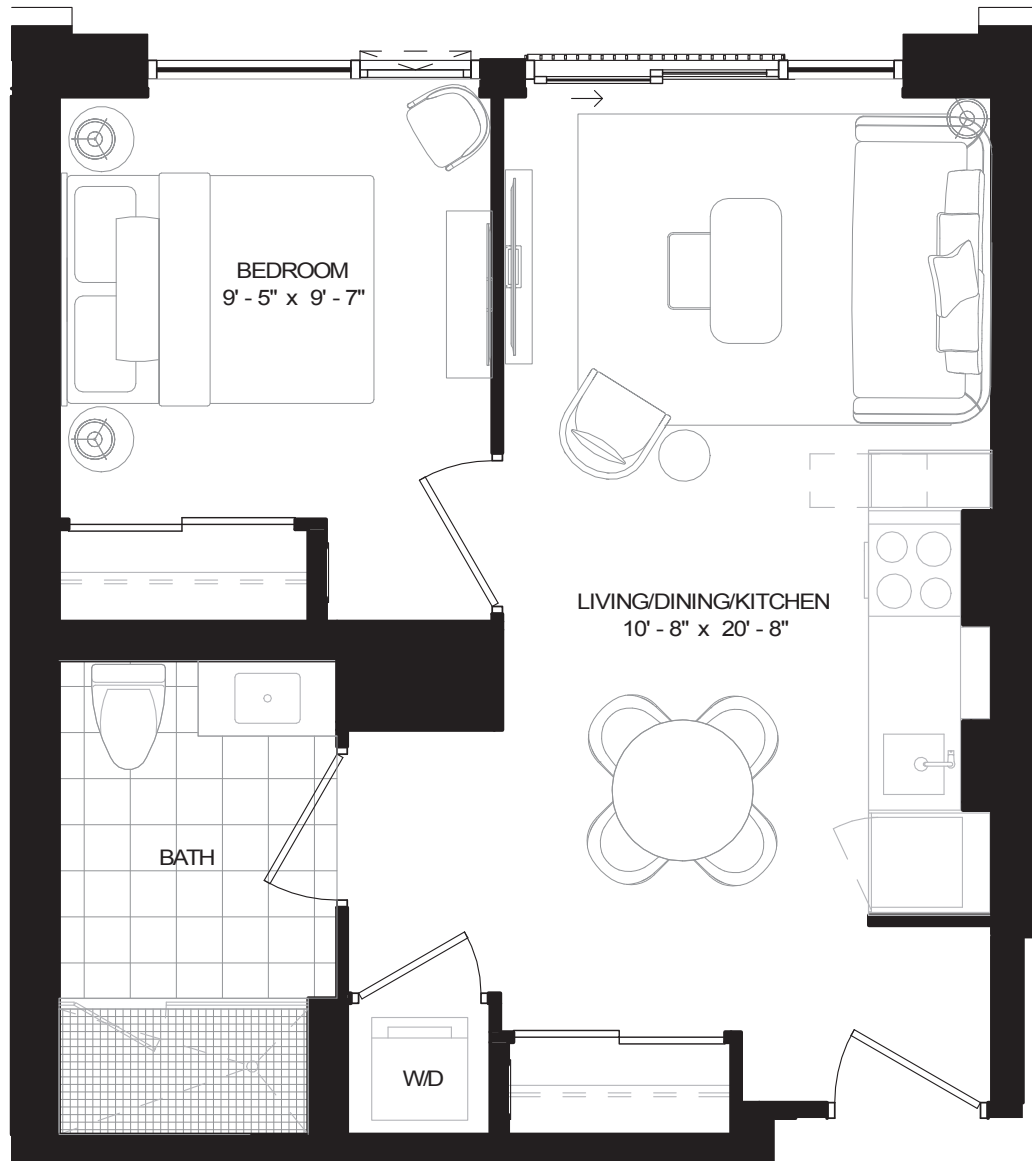 BEDROOM
9' - 5" x 9' - 7"
LIVING/DINING/KITCHEN
10' - 8" x 20' - 8"
BATH
W/D